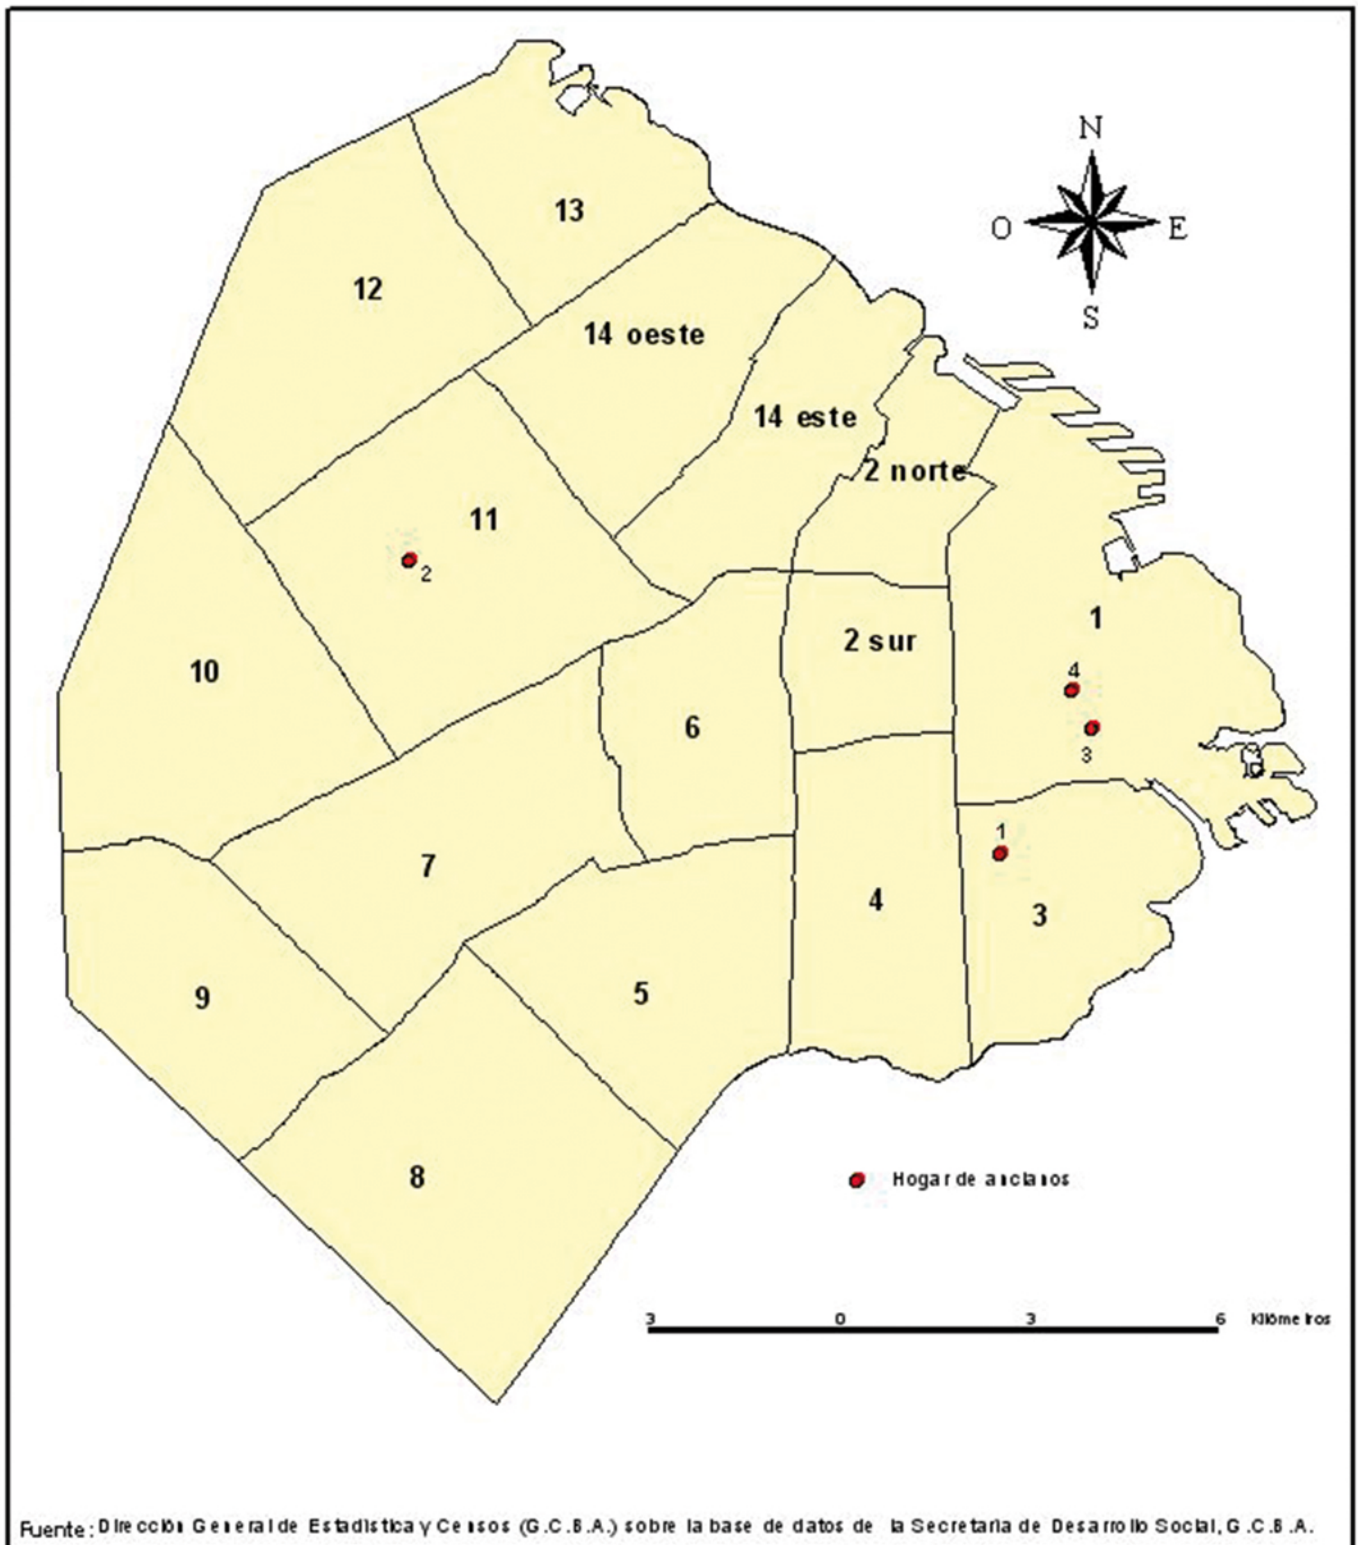 N
O E
S
13
12
14 oeste
14 este
2 norte
11
2
1
10
2 sur
4
6
3
1
7
4
3
9
5
8
Hogar de ancianos
3 0 3 6 Kilómetros
Fuente: Dirección General de Estadística y Censos (G.C.B.A.) sobre la base de datos de la Secretaría de Desarrollo Social, G.C.B.A.